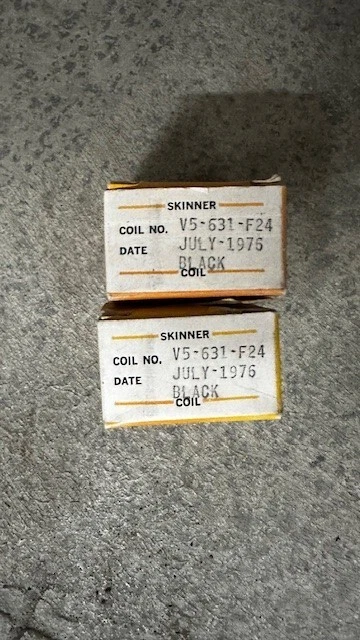 SKINNER
COIL NO. V5-631-F24
DATE JULY-1976
BLACK
COIL
SKINNER
COIL NO. V5-631-F24
DATE JULY-1976
BLACK
COIL